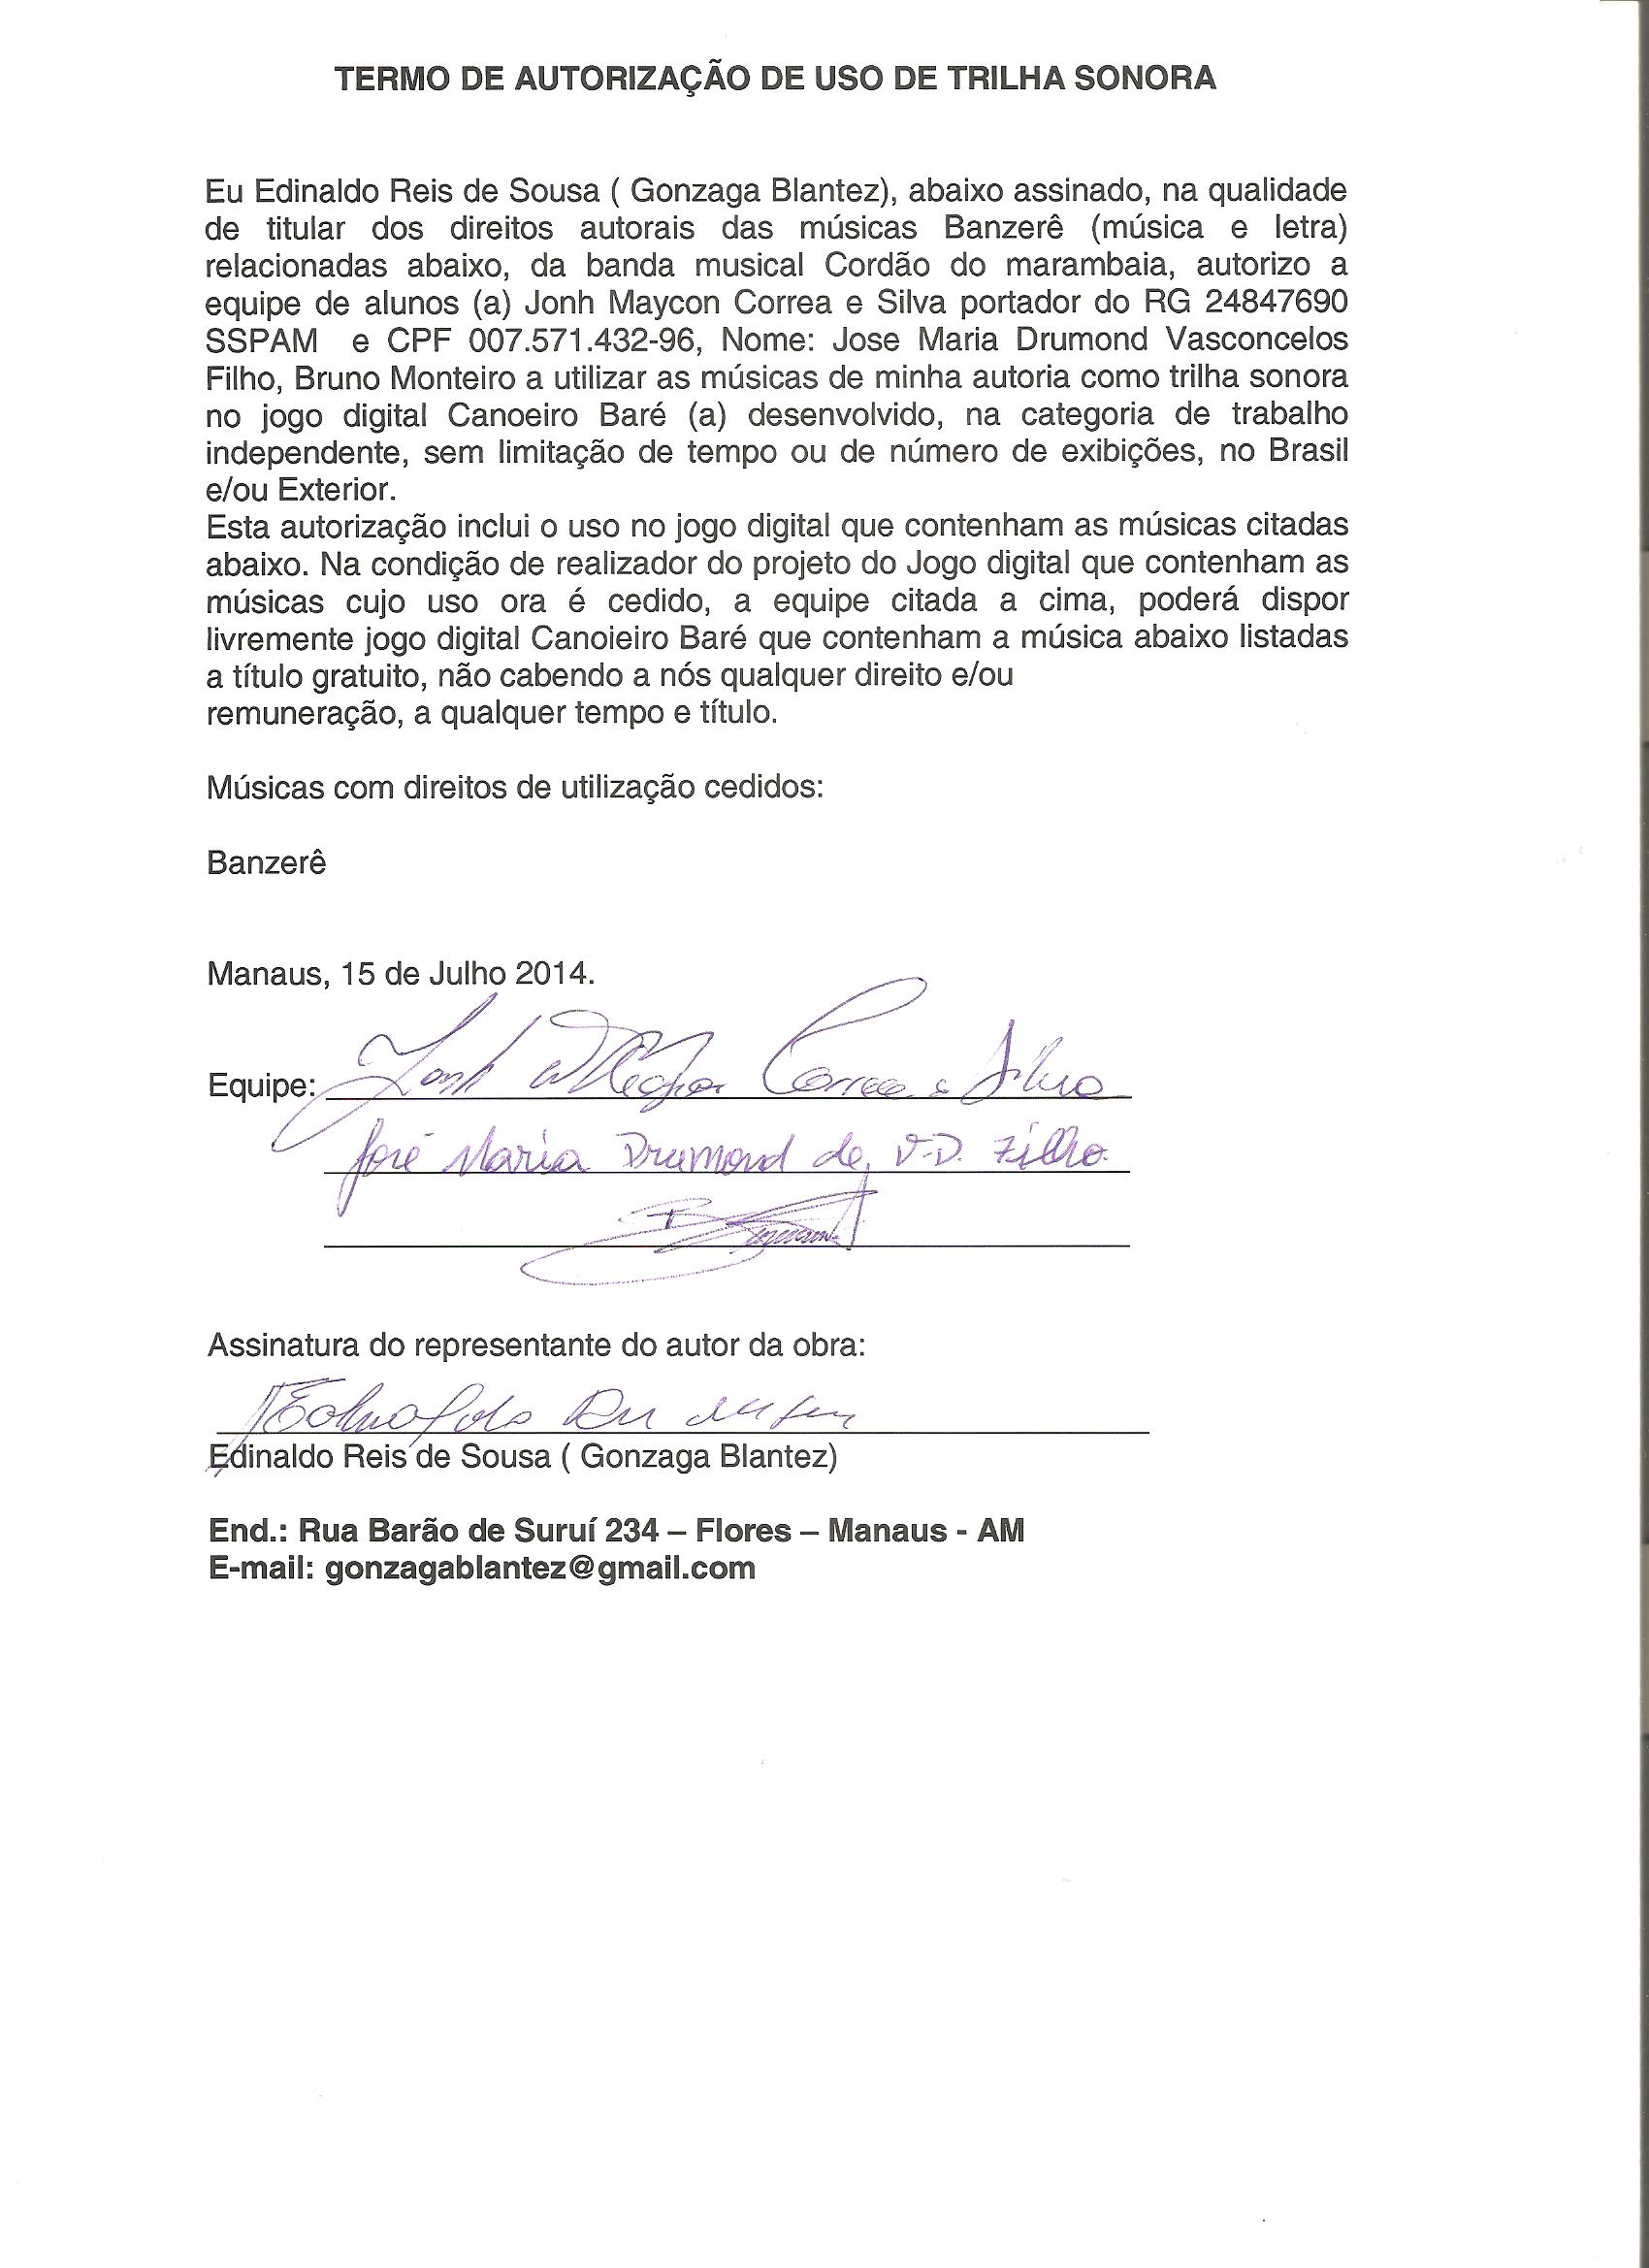 TERMO DE AUTORIZAÇÃO DE USO DE TRILHA SONORA
Eu Edinaldo Reis de Sousa ( Gonzaga Blantez), abaixo assinado, na qualidade
de titular dos direitos autorais das músicas Banzerê (música e letra)
relacionadas abaixo, da banda musical Cordão do marambaia, autorizo a
equipe de alunos (a) Jonh Maycon Correa e Silva portador do RG 24847690
SSPAM e CPF 007.571.432-96, Nome: Jose Maria Drumond Vasconcelos
Filho, Bruno Monteiro a utilizar as músicas de minha autoria como trilha sonora
no jogo digital Canoeiro Baré (a) desenvolvido, na categoria de trabalho
independente, sem limitação de tempo ou de número de exibições, no Brasil
e/ou Exterior.
Esta autorização inclui o uso no jogo digital que contenham as músicas citadas
abaixo. Na condição de realizador do projeto do Jogo digital que contenham as
músicas cujo uso ora é cedido, a equipe citada a cima, poderá dispor
livremente jogo digital Canoieiro Baré que contenham a música abaixo listadas
a título gratuito, não cabendo a nós qualquer direito e/ou
remuneração, a qualquer tempo e título.
Músicas com direitos de utilização cedidos:
Banzerê
Manaus, 15 de Julho 2014.
Equipe: Jonh Maycon Correa e Silva
José Maria Drumond de V.D. Filho
Assinatura do representante do autor da obra:
Edinaldo Reis de Sousa ( Gonzaga Blantez)
End.: Rua Barão de Suruí 234 – Flores – Manaus - AM
E-mail: gonzagablantez@gmail.com